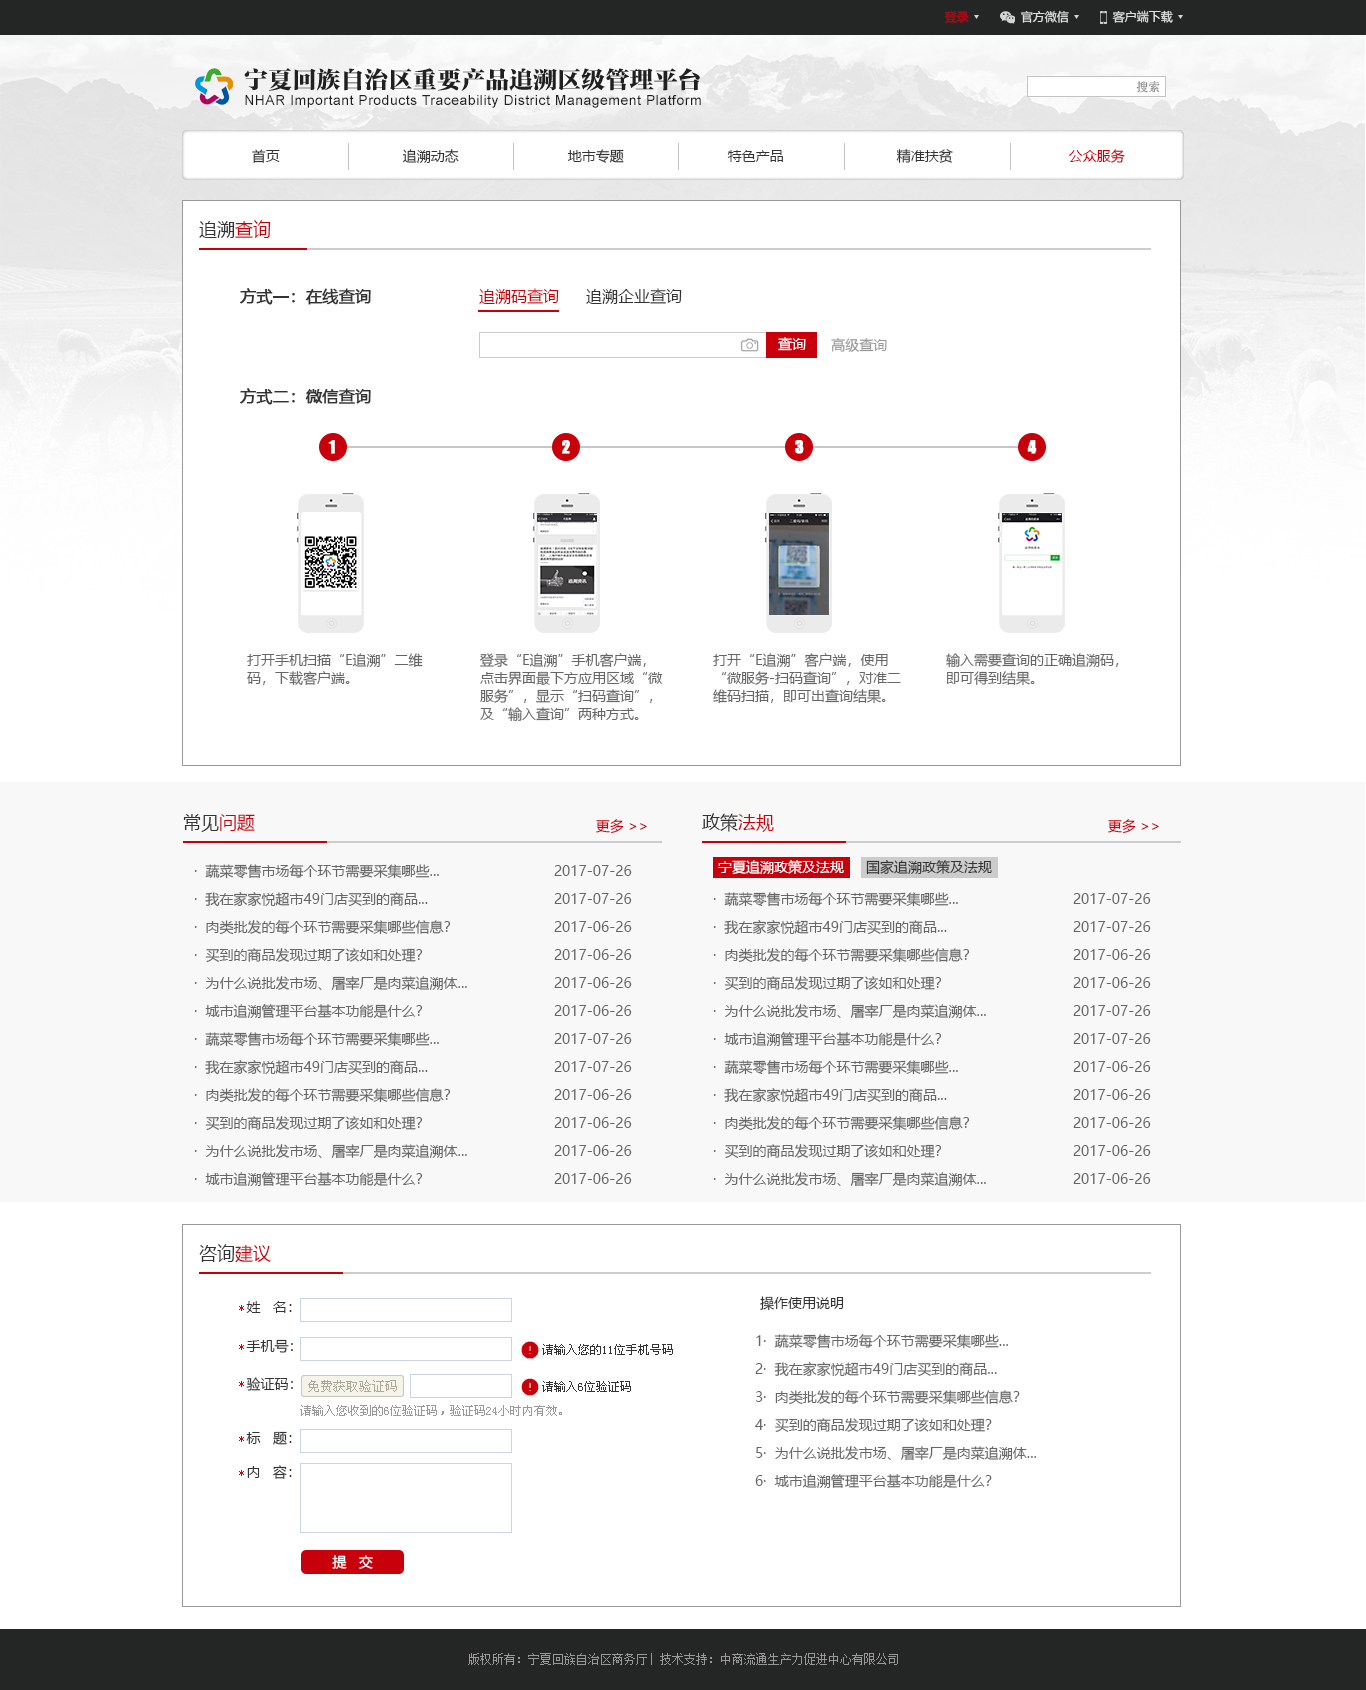 登录 官方微信 客户端下载
宁夏回族自治区重要产品追溯区级管理平台
NHAR Important Products Traceability District Management Platform
搜索
首页 追溯动态 地市专题 特色产品 精准扶贫 公众服务
追溯查询
方式一：在线查询 追溯码查询 追溯企业查询
查询 高级查询
方式二：微信查询
1 2 3 4
追溯资讯
打开手机扫描“E追溯”二维
码，下载客户端。
登录“E追溯”手机客户端，
点击界面最下方应用区域“微
服务”，显示“扫码查询”，
及“输入查询”两种方式。
打开“E追溯”客户端，使用
“微服务-扫码查询”，对准二
维码扫描，即可出查询结果。
输入需要查询的正确追溯码，
即可得到结果。
常见问题 更多 >>
· 蔬菜零售市场每个环节需要采集哪些... 2017-07-26
· 我在家家悦超市49门店买到的商品... 2017-07-26
· 肉类批发的每个环节需要采集哪些信息？ 2017-06-26
· 买到的商品发现过期了该如和处理？ 2017-06-26
· 为什么说批发市场、屠宰厂是肉菜追溯体... 2017-06-26
· 城市追溯管理平台基本功能是什么？ 2017-06-26
· 蔬菜零售市场每个环节需要采集哪些... 2017-07-26
· 我在家家悦超市49门店买到的商品... 2017-07-26
· 肉类批发的每个环节需要采集哪些信息？ 2017-06-26
· 买到的商品发现过期了该如和处理？ 2017-06-26
· 为什么说批发市场、屠宰厂是肉菜追溯体... 2017-06-26
· 城市追溯管理平台基本功能是什么？ 2017-06-26
政策法规 更多 >>
宁夏追溯政策及法规 国家追溯政策及法规
· 蔬菜零售市场每个环节需要采集哪些... 2017-07-26
· 我在家家悦超市49门店买到的商品... 2017-07-26
· 肉类批发的每个环节需要采集哪些信息？ 2017-06-26
· 买到的商品发现过期了该如和处理？ 2017-06-26
· 为什么说批发市场、屠宰厂是肉菜追溯体... 2017-07-26
· 城市追溯管理平台基本功能是什么？ 2017-07-26
· 蔬菜零售市场每个环节需要采集哪些... 2017-06-26
· 我在家家悦超市49门店买到的商品... 2017-06-26
· 肉类批发的每个环节需要采集哪些信息？ 2017-06-26
· 买到的商品发现过期了该如和处理？ 2017-06-26
· 为什么说批发市场、屠宰厂是肉菜追溯体... 2017-06-26
咨询建议
*姓 名：
*手机号： ! 请输入您的11位手机号码
*验证码： 免费获取验证码 ! 请输入6位验证码
请输入您收到的6位验证码，验证码24小时内有效。
*标 题：
*内 容：
提 交
操作使用说明
1· 蔬菜零售市场每个环节需要采集哪些...
2· 我在家家悦超市49门店买到的商品...
3· 肉类批发的每个环节需要采集哪些信息？
4· 买到的商品发现过期了该如和处理？
5· 为什么说批发市场、屠宰厂是肉菜追溯体...
6· 城市追溯管理平台基本功能是什么？
版权所有：宁夏回族自治区商务厅| 技术支持：中商流通生产力促进中心有限公司